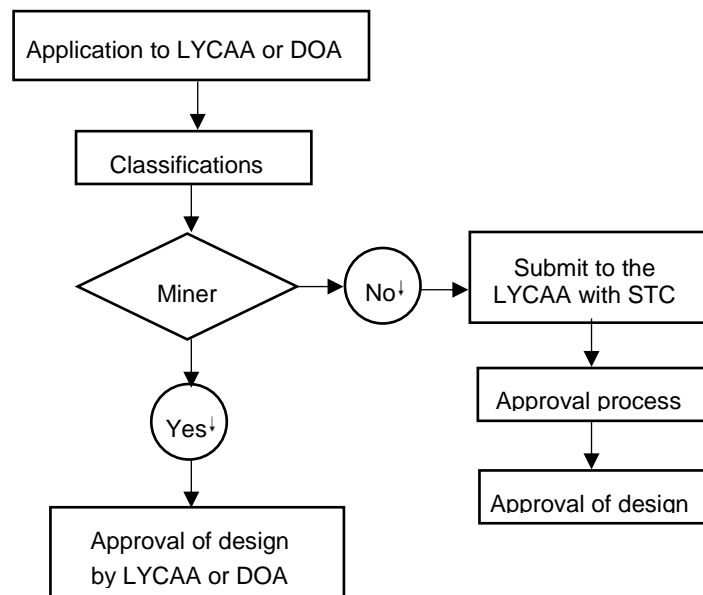 Application to LYCAA or DOA
Classifications
Miner
No↓
Submit to the
LYCAA with STC
Approval process
Yes↓
Approval of design
Approval of design
by LYCAA or DOA